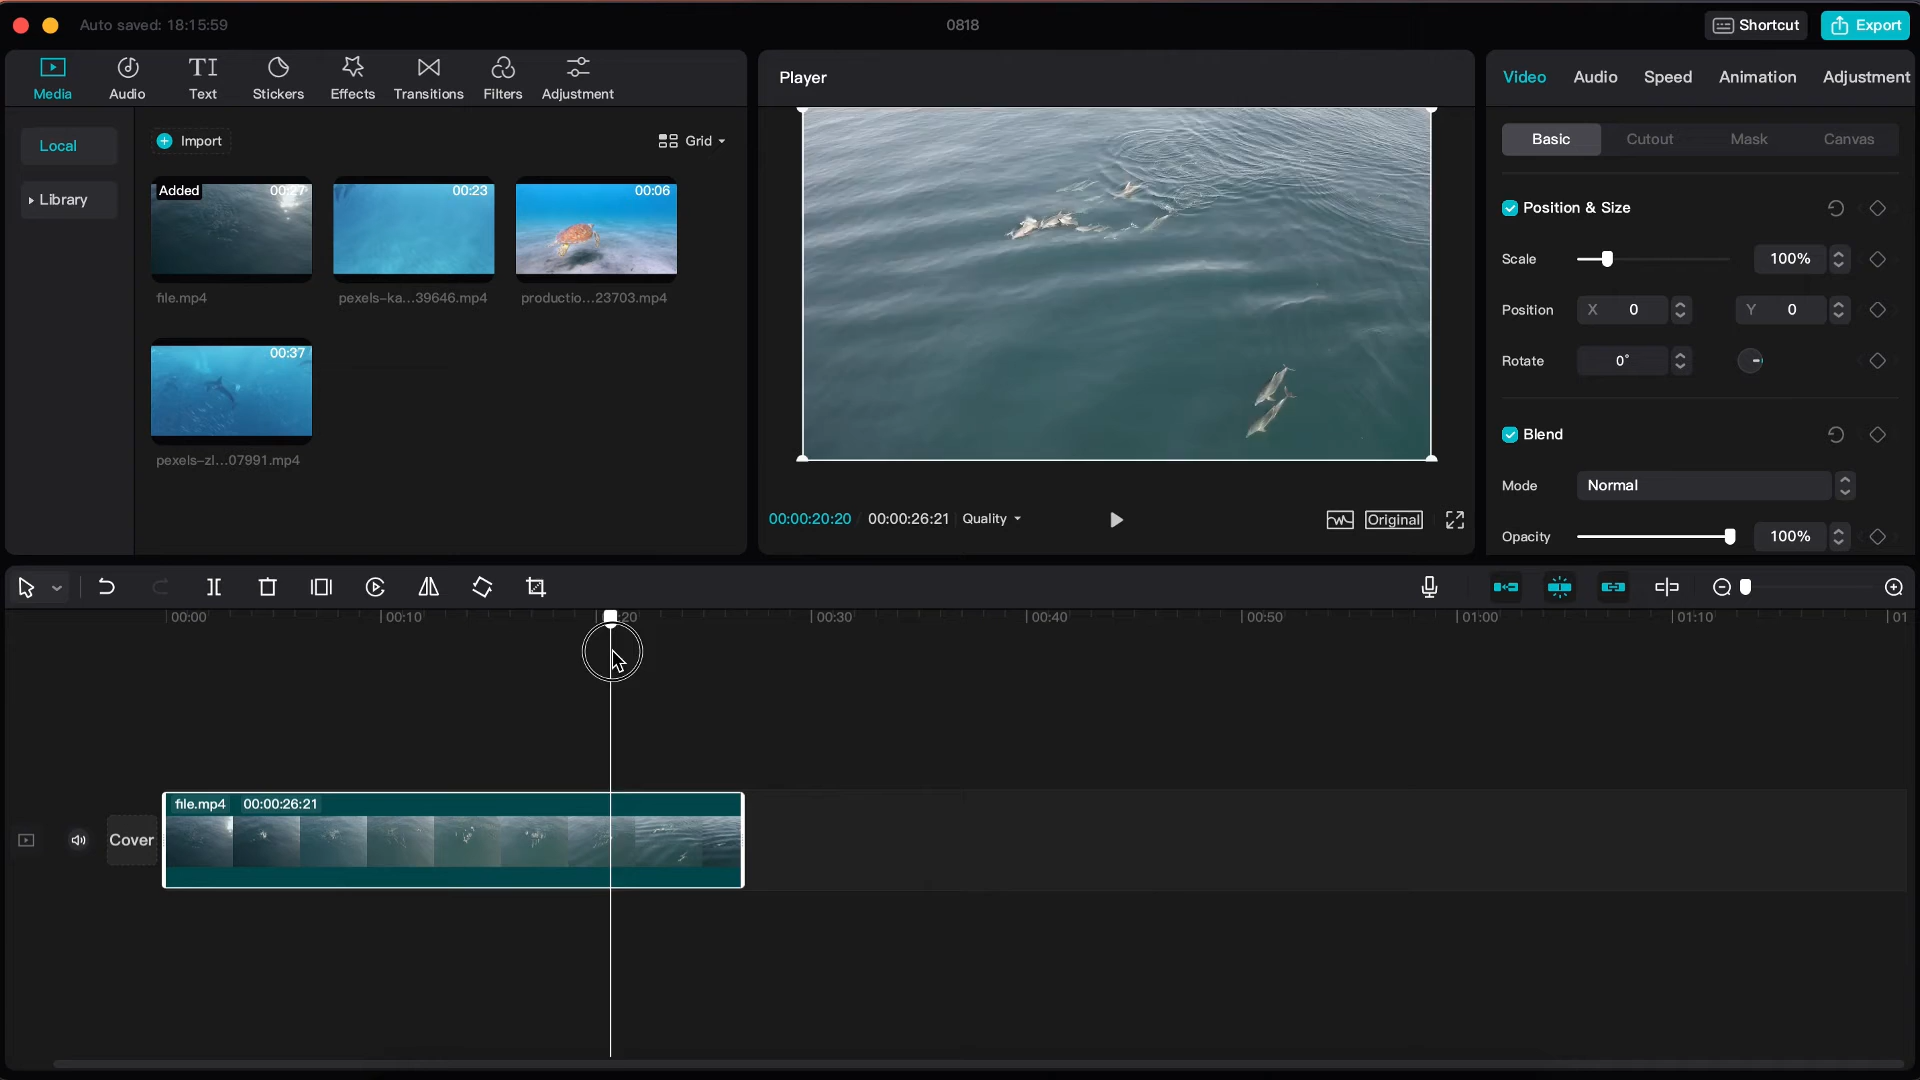 Auto saved: 18:15:59
0818
Shortcut
Export
Media
Audio
Text
Stickers
Effects
Transitions
Filters
Adjustment
Local
Library
Import
Grid
Added
00:27
file.mp4
00:23
pexels-ka...39646.mp4
00:06
productio...23703.mp4
00:37
pexels-zl...07991.mp4
Player
00:00:20:20
00:00:26:21
Quality
Original
Video
Audio
Speed
Animation
Adjustment
Basic
Cutout
Mask
Canvas
Position & Size
Scale
100%
Position
X 0
Y 0
Rotate
0°
Blend
Mode
Normal
Opacity
100%
00:00
00:10
:20
00:30
00:40
00:50
01:00
01:10
01
file.mp4 00:00:26:21
Cover